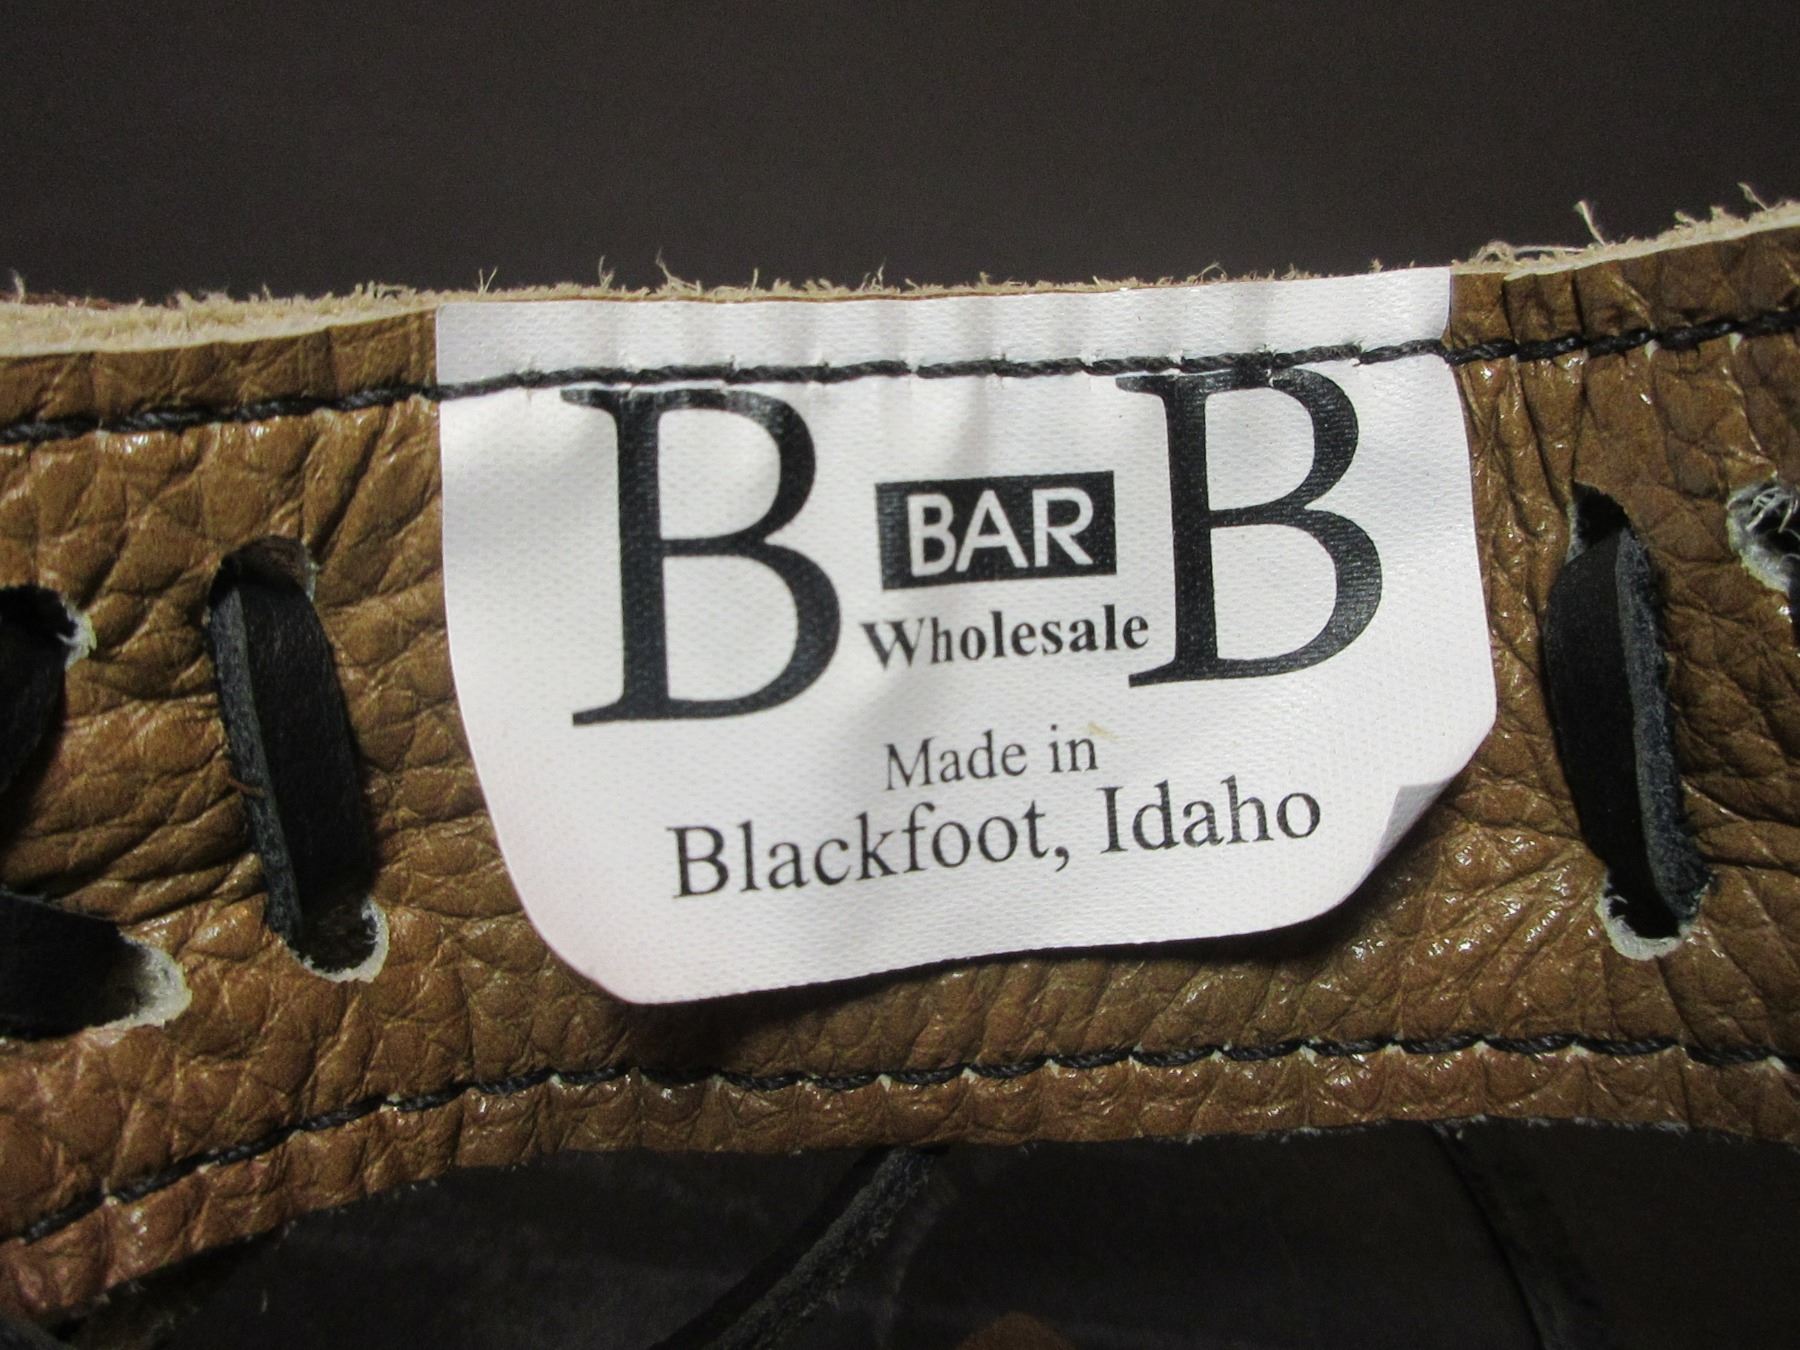 B BAR B
Wholesale
Made in
Blackfoot, Idaho